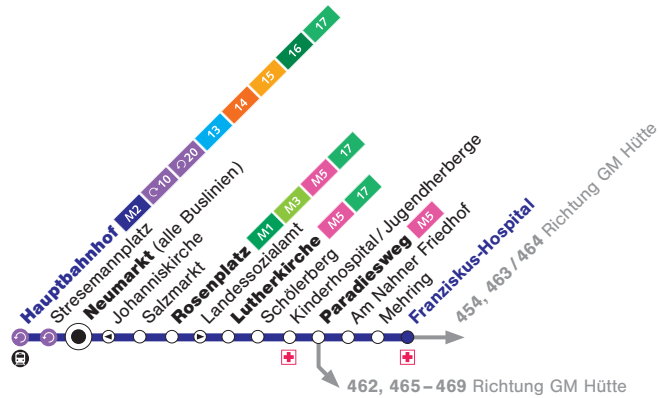 Hauptbahnhof M2 10 20 13 14 15 16 17
Stresemannplatz
Neumarkt (alle Buslinien)
Johanniskirche
Salzmarkt
Rosenplatz M1 M3 M5 17
Landessozialamt
Lutherkirche M5 17
Schölerberg
Kinderhospital/Jugendherberge
Paradiesweg M5
Am Nahner Friedhof
Mehring
Franziskus-Hospital
454, 463/464 Richtung GM Hütte
462, 465–469 Richtung GM Hütte